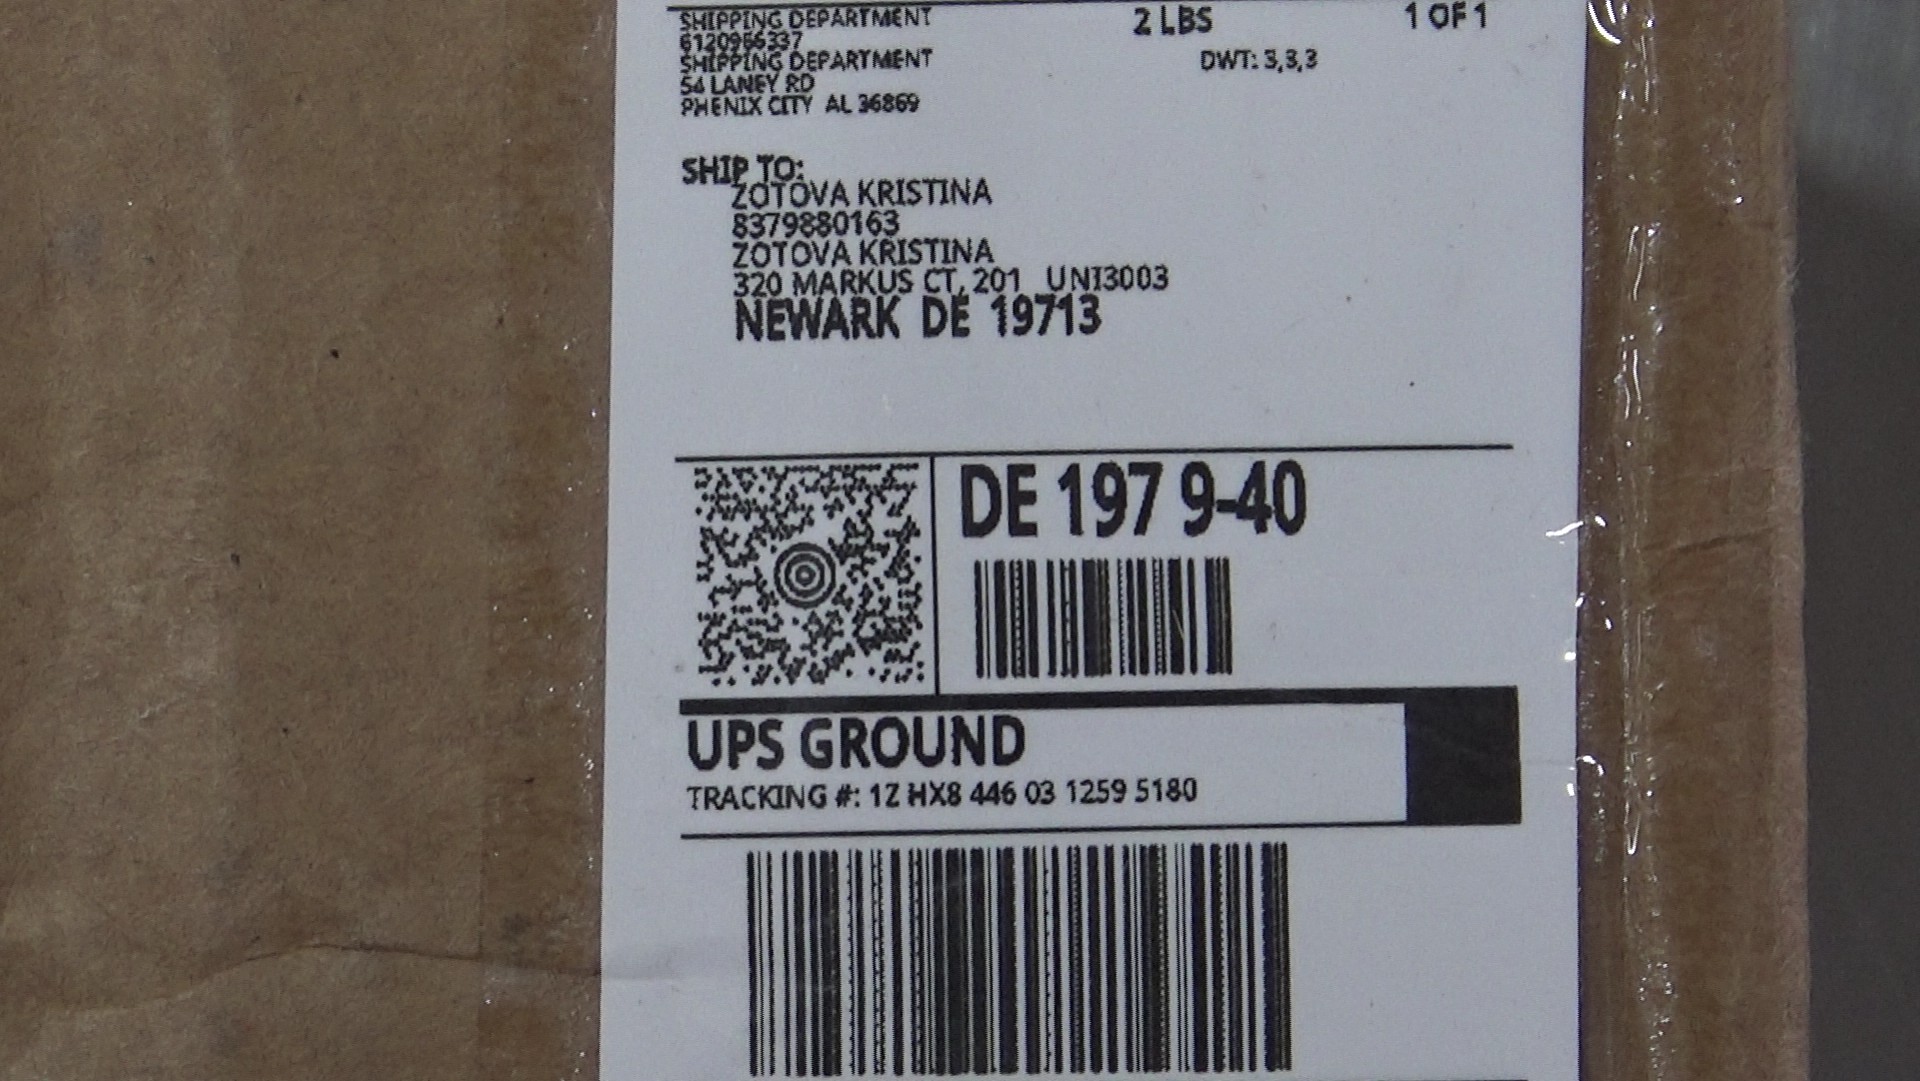 SHIPPING DEPARTMENT 2 LBS 1 OF 1
6120966337
SHIPPING DEPARTMENT DWT: 3,3,3
54 LANEY RD
PHENIX CITY AL 36869
SHIP TO:
ZOTOVA KRISTINA
8379880163
ZOTOVA KRISTINA
320 MARKUS CT, 201 UNI3003
NEWARK DE 19713
DE 197 9-40
UPS GROUND
TRACKING #: 1Z HX8 446 03 1259 5180